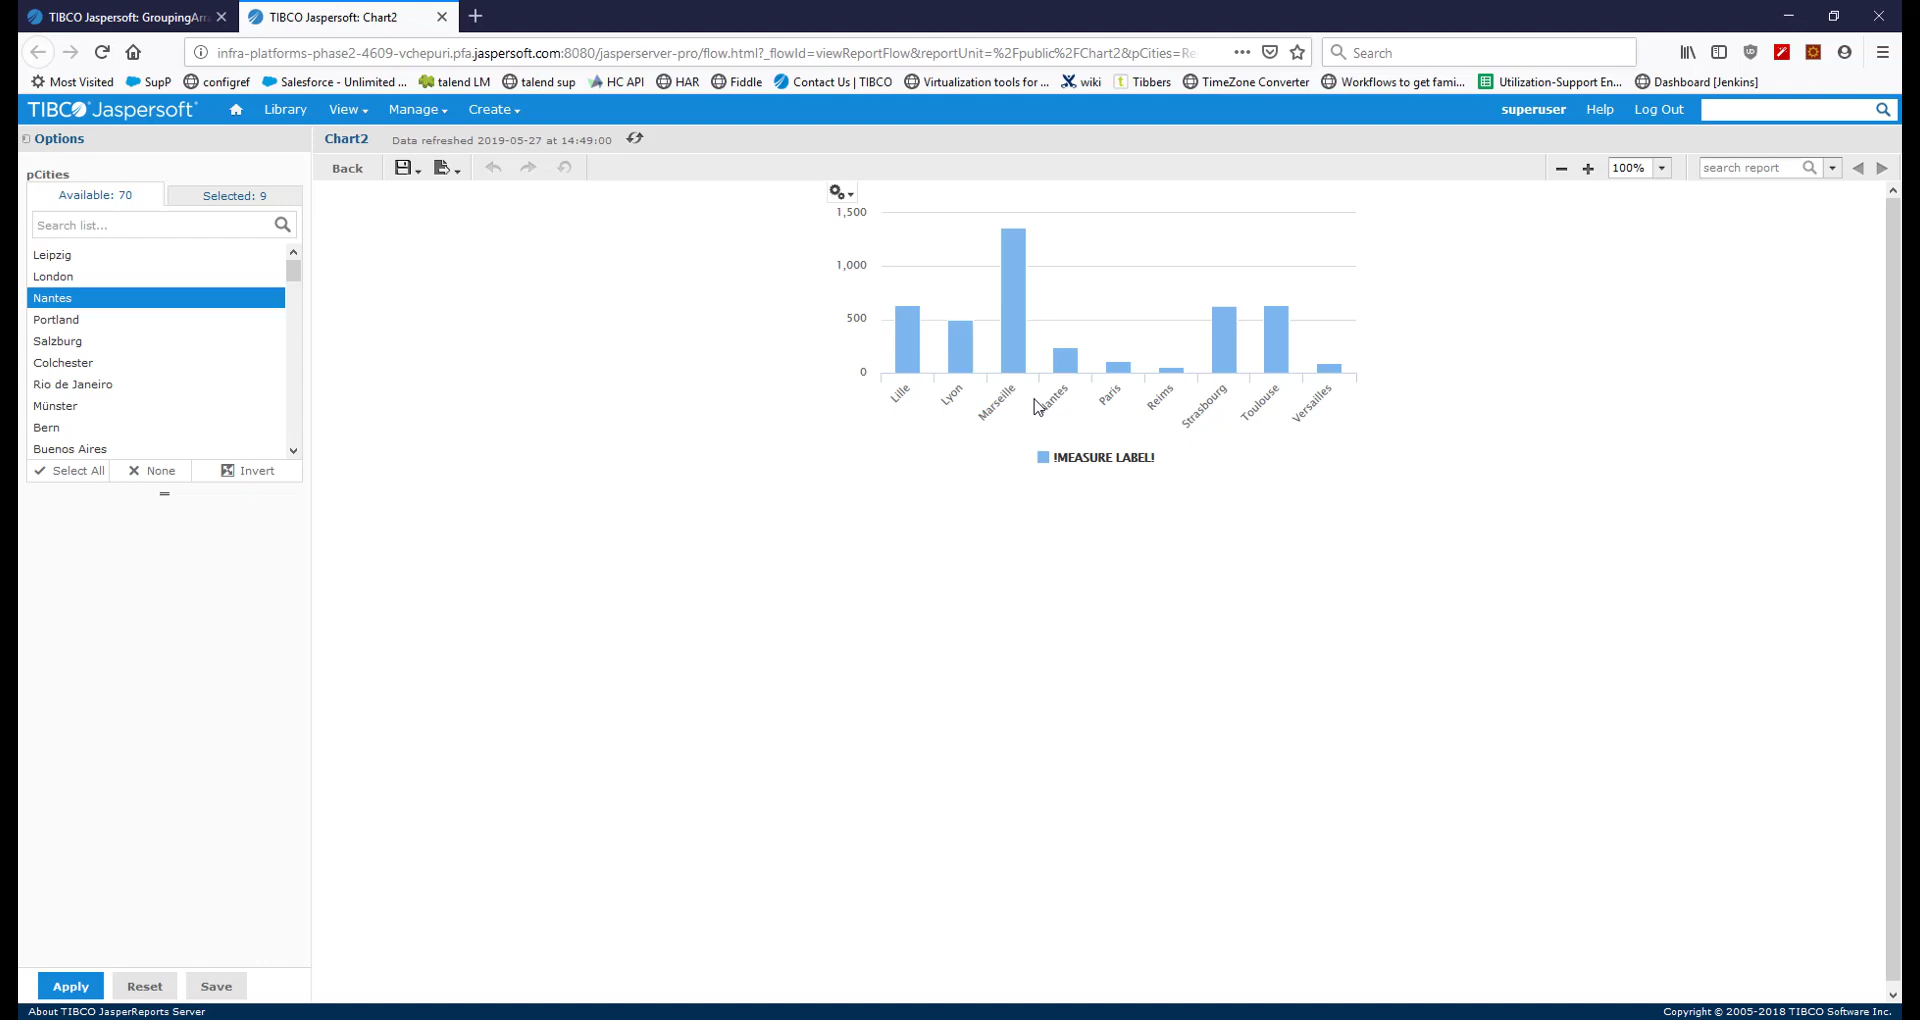 TIBCO Jaspersoft: GroupingArr
TIBCO Jaspersoft: Chart2
infra-platforms-phase2-4609-vchepuri.pfa.jaspersoft.com:8080/jasperserver-pro/flow.html?_flowId=viewReportFlow&reportUnit=%2Fpublic%2FChart2&pCities=Re
Search
Most Visited SupP configref Salesforce - Unlimited ... talend LM talend sup HC API HAR Fiddle Contact Us | TIBCO Virtualization tools for ... wiki Tibbers TimeZone Converter Workflows to get fami... Utilization-Support En... Dashboard [Jenkins]
TIBCO Jaspersoft Library View Manage Create superuser Help Log Out
Options
Chart2 Data refreshed 2019-05-27 at 14:49:00
Back 100% search report
pCities
Available: 70 Selected: 9
Search list...
Leipzig
London
Nantes
Portland
Salzburg
Colchester
Rio de Janeiro
Münster
Bern
Buenos Aires
Select All None Invert
1,500
1,000
500
0
Lille Lyon Marseille Nantes Paris Reims Strasbourg Toulouse Versailles
!MEASURE LABEL!
Apply Reset Save
About TIBCO JasperReports Server
Copyright © 2005-2018 TIBCO Software Inc.